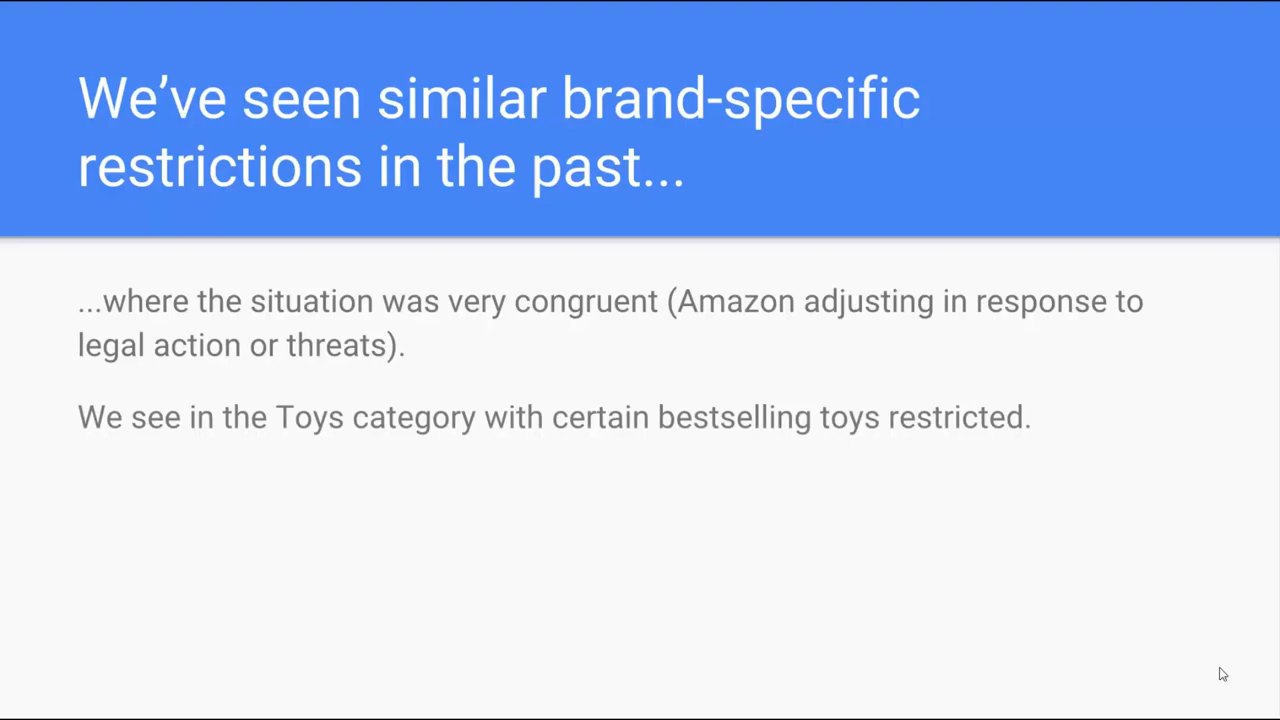 We’ve seen similar brand-specific
restrictions in the past...
...where the situation was very congruent (Amazon adjusting in response to
legal action or threats).
We see in the Toys category with certain bestselling toys restricted.